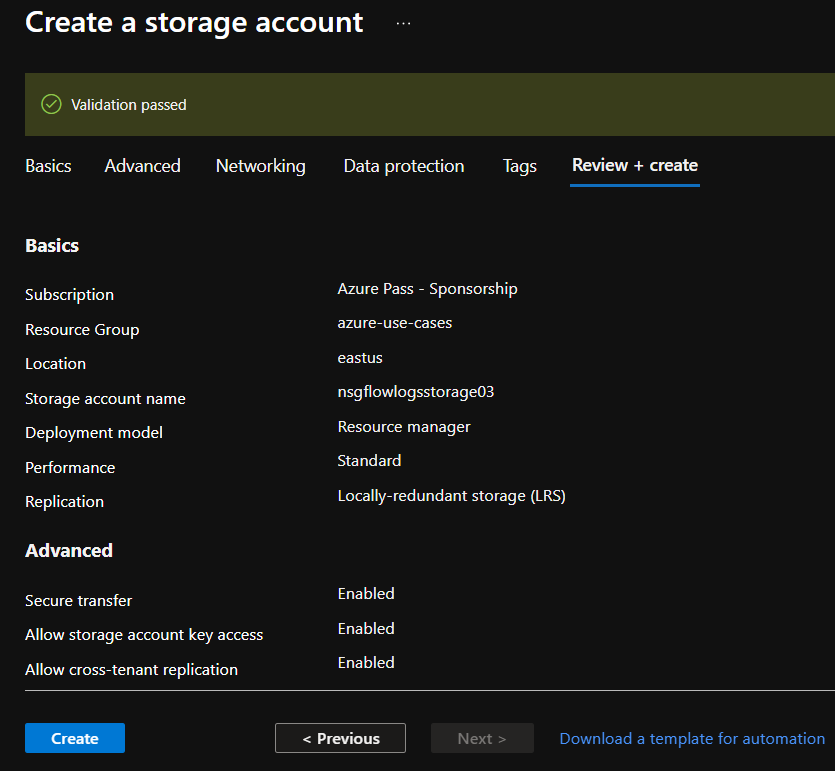 Create a storage account ...
Validation passed
Basics Advanced Networking Data protection Tags Review + create
Basics
Subscription Azure Pass - Sponsorship
Resource Group azure-use-cases
Location eastus
Storage account name nsgflowlogsstorage03
Deployment model Resource manager
Performance Standard
Replication Locally-redundant storage (LRS)
Advanced
Secure transfer Enabled
Allow storage account key access Enabled
Allow cross-tenant replication Enabled
Create < Previous Next > Download a template for automation